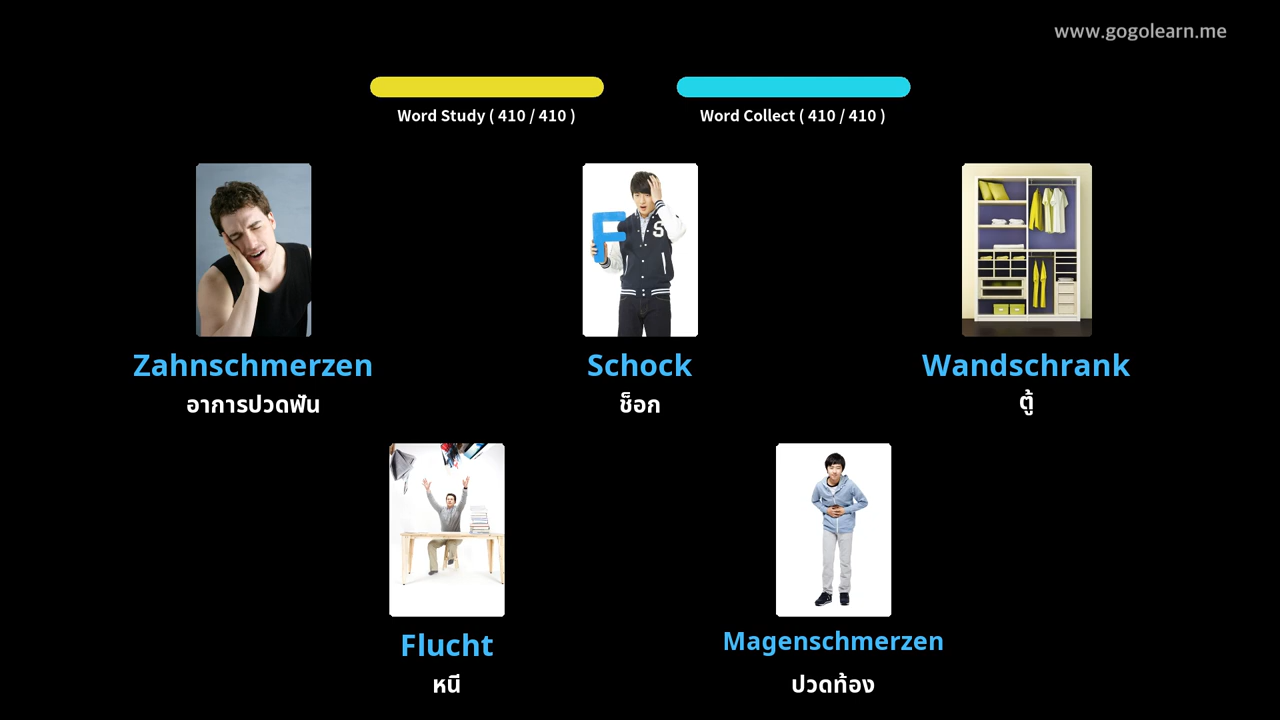 www.gogolearn.me
Word Study ( 410 / 410 )
Word Collect ( 410 / 410 )
F
S
Zahnschmerzen
อาการปวดฟัน
Schock
ช็อก
Wandschrank
ตู้
Flucht
หนี
Magenschmerzen
ปวดท้อง